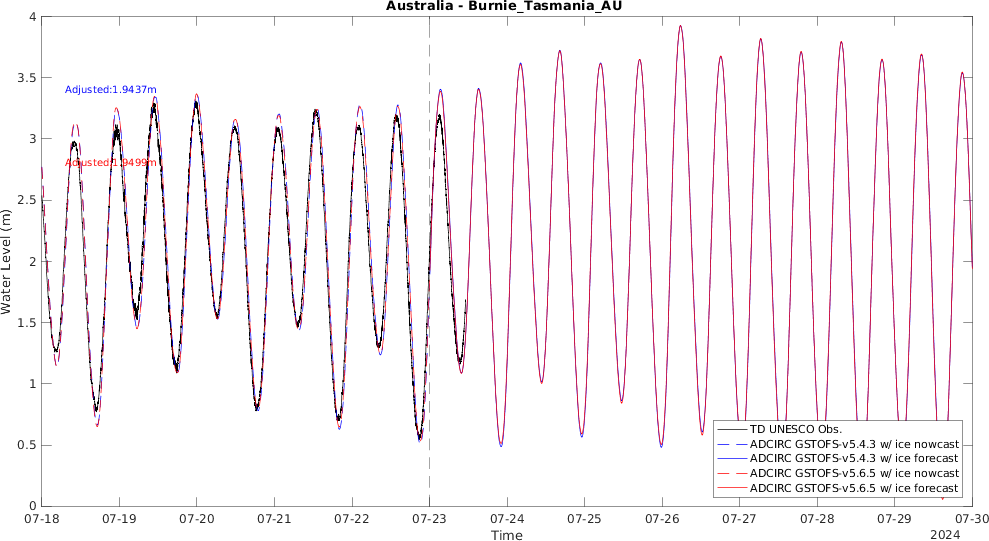 Australia - Burnie_Tasmania_AU
Water Level (m)
4
3.5
3
2.5
2
1.5
1
0.5
0
Adjusted:1.9437m
Adjusted:1.9499m
TD UNESCO Obs.
ADCIRC GSTOFS-v5.4.3 w/ ice nowcast
ADCIRC GSTOFS-v5.4.3 w/ ice forecast
ADCIRC GSTOFS-v5.6.5 w/ ice nowcast
ADCIRC GSTOFS-v5.6.5 w/ ice forecast
07-18 07-19 07-20 07-21 07-22 07-23 07-24 07-25 07-26 07-27 07-28 07-29 07-30
Time
2024